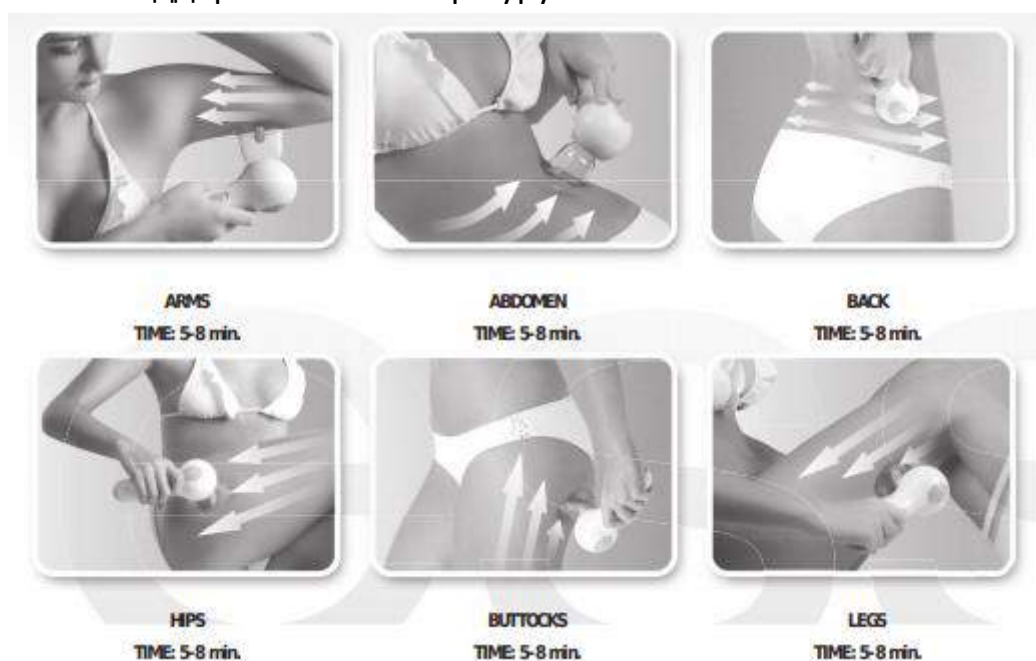 ARMS
TIME: 5-8 min.
ABDOMEN
TIME: 5-8 min.
BACK
TIME: 5-8 min.
HIPS
TIME: 5-8 min.
BUTTOCKS
TIME: 5-8 min.
LEGS
TIME: 5-8 min.